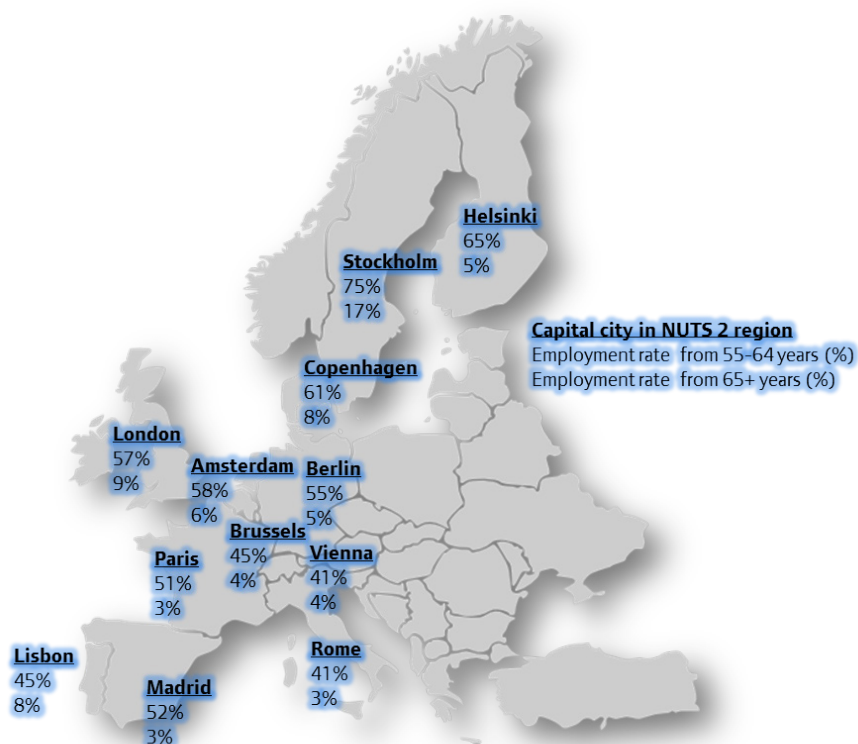 Helsinki
65%
5%
Stockholm
75%
17%
Capital city in NUTS 2 region
Employment rate from 55-64 years (%)
Employment rate from 65+ years (%)
Copenhagen
61%
8%
London
57%
9%
Amsterdam
58%
6%
Berlin
55%
5%
Brussels
45%
4%
Vienna
41%
4%
Paris
51%
3%
Lisbon
45%
8%
Madrid
52%
3%
Rome
41%
3%